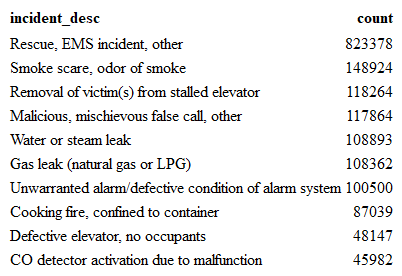 incident_desc count
Rescue, EMS incident, other 823378
Smoke scare, odor of smoke 148924
Removal of victim(s) from stalled elevator 118264
Malicious, mischievous false call, other 117864
Water or steam leak 108893
Gas leak (natural gas or LPG) 108362
Unwarranted alarm/defective condition of alarm system 100500
Cooking fire, confined to container 87039
Defective elevator, no occupants 48147
CO detector activation due to malfunction 45982